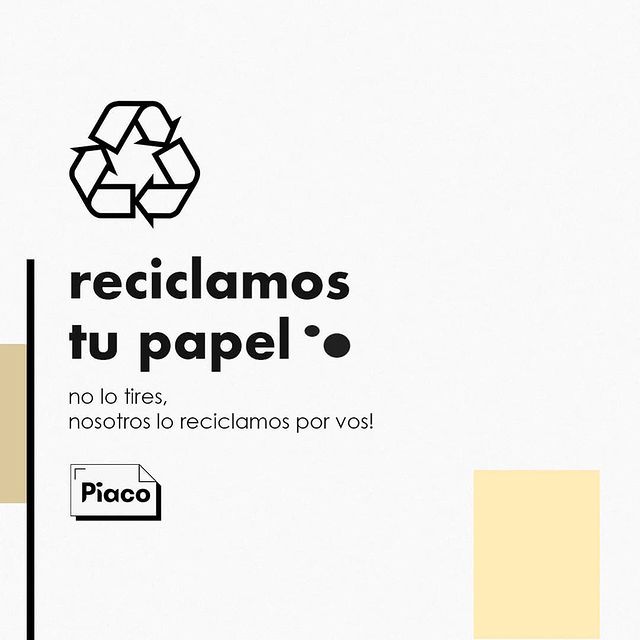 reciclamos
tu papel
no lo tires,
nosotros lo reciclamos por vos!
Piaco